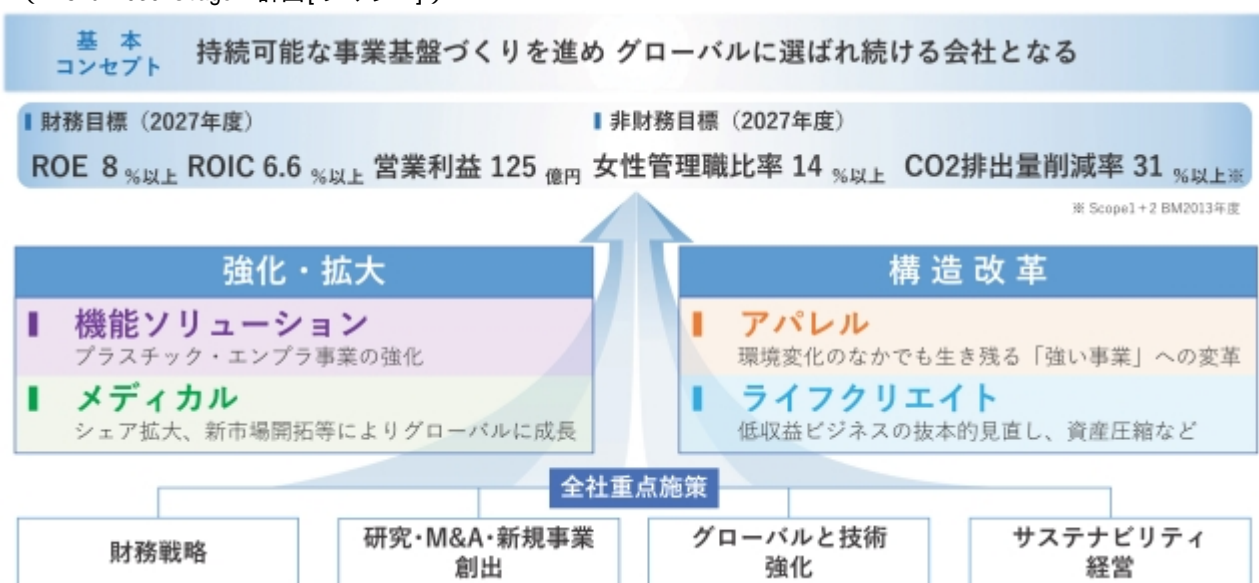 基 本
コンセプト
持続可能な事業基盤づくりを進め グローバルに選ばれ続ける会社となる
財務目標（2027年度）
ROE 8 %以上 ROIC 6.6 %以上 営業利益 125 億円
非財務目標（2027年度）
女性管理職比率 14 %以上 CO2排出量削減率 31 %以上※
※ Scope1+2 BM2013年度
強化・拡大
機能ソリューション
プラスチック・エンプラ事業の強化
メディカル
シェア拡大、新市場開拓等によりグローバルに成長
構造改革
アパレル
環境変化のなかでも生き残る「強い事業」への変革
ライフクリエイト
低収益ビジネスの抜本的見直し、資産圧縮など
全社重点施策
財務戦略
研究・M&A・新規事業
創出
グローバルと技術
強化
サステナビリティ
経営